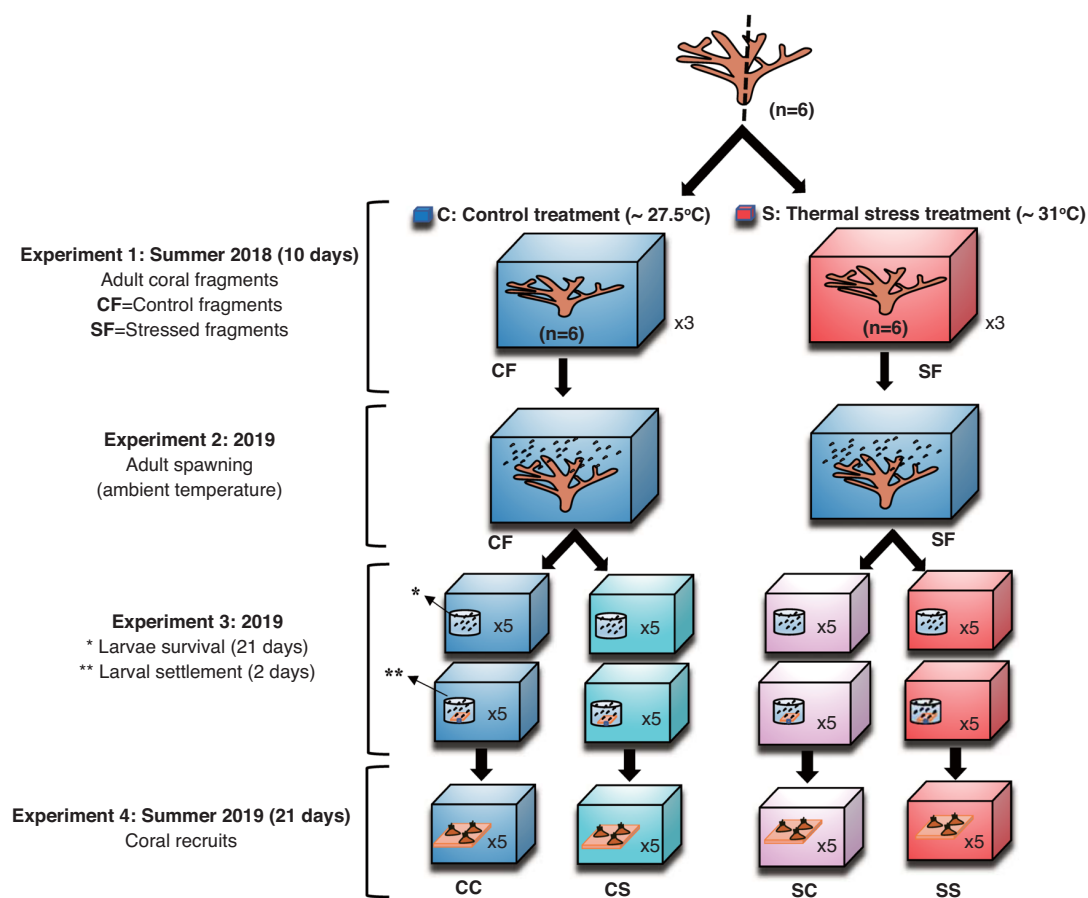 (n=6)
C: Control treatment (~ 27.5°C)
S: Thermal stress treatment (~ 31°C)
Experiment 1: Summer 2018 (10 days)
Adult coral fragments
CF=Control fragments
SF=Stressed fragments
(n=6)
x3
(n=6)
x3
CF
SF
Experiment 2: 2019
Adult spawning
(ambient temperature)
CF
SF
Experiment 3: 2019
* Larvae survival (21 days)
** Larval settlement (2 days)
*
x5
x5
x5
x5
**
x5
x5
x5
x5
Experiment 4: Summer 2019 (21 days)
Coral recruits
x5
x5
x5
x5
CC
CS
SC
SS